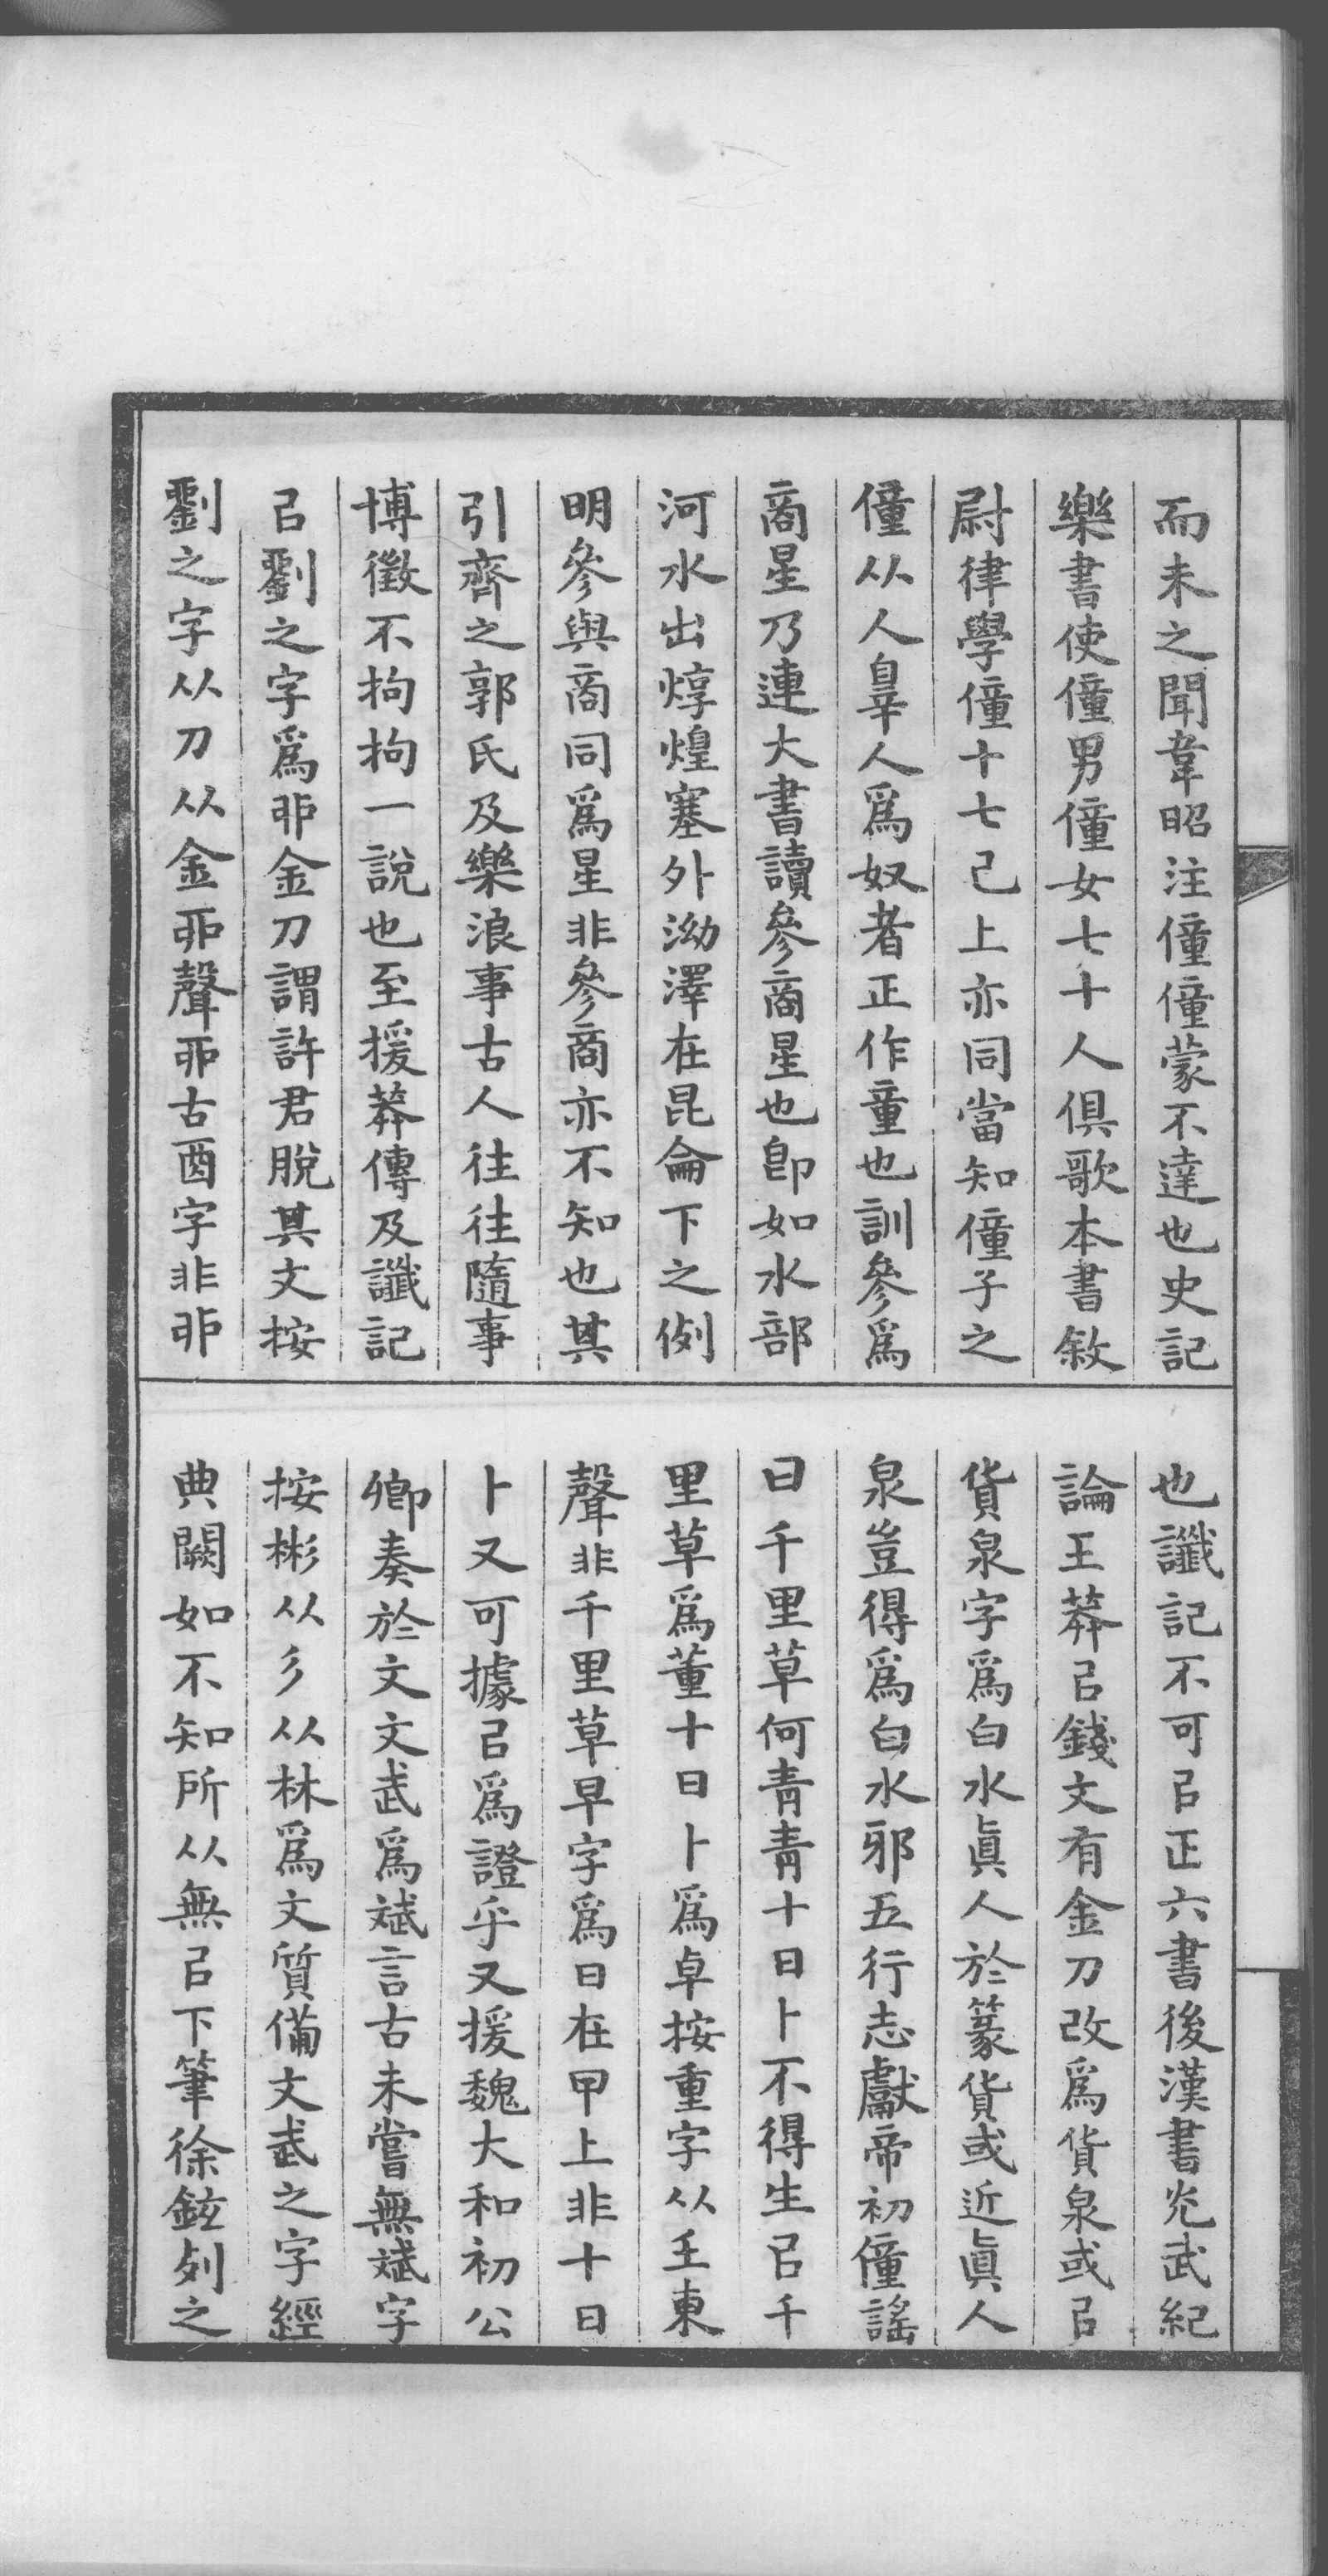 而未之聞韋昭注僮僮蒙不達也史記
樂書使僮男僮女七十人俱歌本書敘
尉律學僮十七已上亦同當知僮子之
僮从人辠人爲奴者正作童也訓參爲
商星乃連大書讀參商星也卽如水部
河水出焞煌塞外泑澤在昆侖下之例
明參與商同爲星非參商亦不知也其
引齊之郭氏及樂浪事古人往往隨事
博徵不拘拘一說也至援莽傳及讖記
㠯劉之字爲丣金刀謂許君脫其文按
劉之字从刀从金丣聲丣古酉字非丣
也讖記不可㠯正六書後漢書光武紀
論王莽㠯錢文有金刀改爲貨泉或㠯
貨泉字爲白水眞人於篆貨或近眞人
泉豈得爲白水邪五行志獻帝初僮謠
曰千里草何靑靑十日卜不得生㠯千
里草爲董十日卜爲卓按重字从壬東
聲非千里草早字爲日在甲上非十日
卜又可據㠯爲證乎又援魏大和初公
卿奏於文文武爲斌言古未嘗無斌字
按彬从彡从林爲文質備文武之字經
典闕如不知所从無㠯下筆徐鉉列之